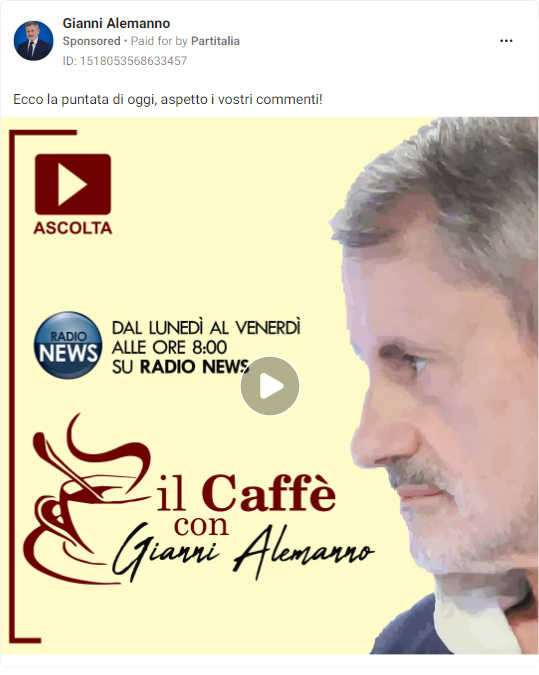 Gianni Alemanno
Sponsored • Paid for by Partitalia
ID: 1518053568633457
Ecco la puntata di oggi, aspetto i vostri commenti!
ASCOLTA
RADIO
NEWS
DAL LUNEDÌ AL VENERDÌ
ALLE ORE 8:00
SU RADIO NEWS
il Caffè
con
Gianni Alemanno